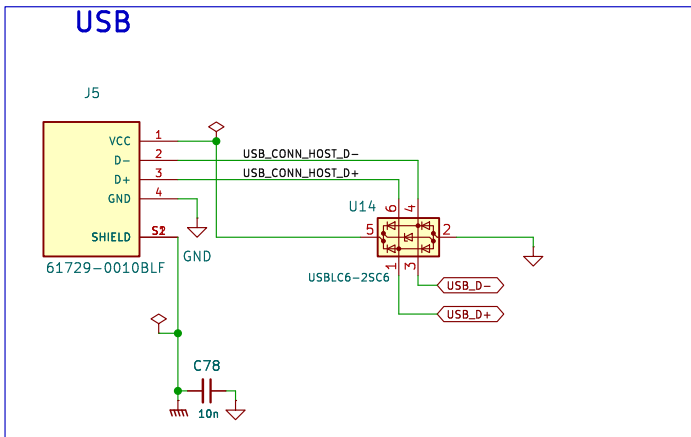 USB
J5
VCC 1
D- 2
D+ 3
GND 4
SHIELD
GND
61729-0010BLF
USB_CONN_HOST_D-
USB_CONN_HOST_D+
U14
6 4
5 2
1 3
USBLC6-2SC6
USB_D-
USB_D+
C78
10n